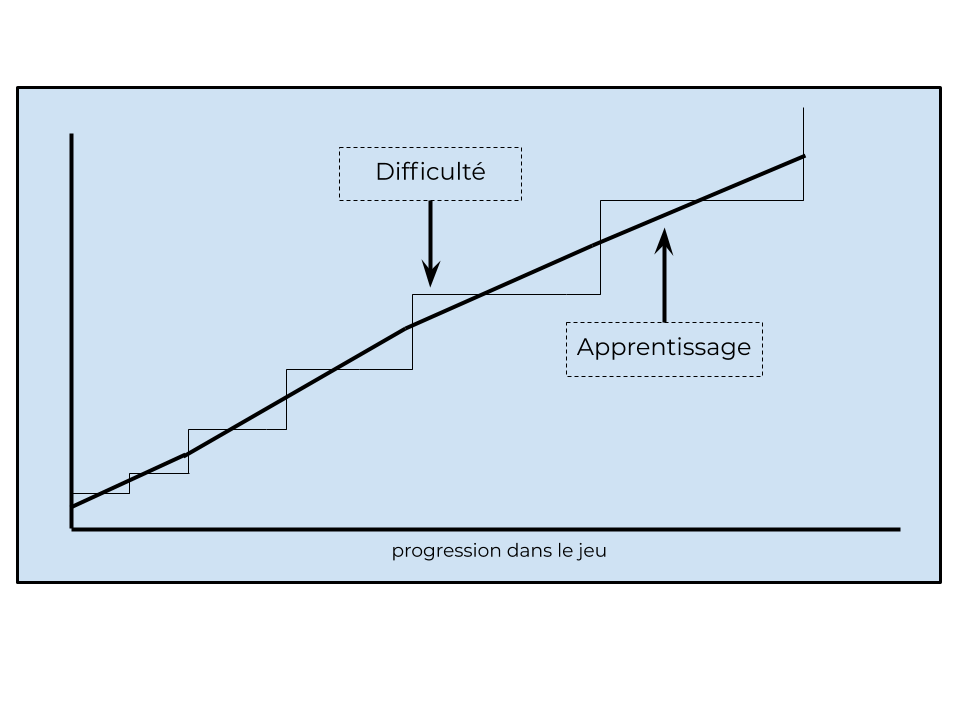 Difficulté
Apprentissage
progression dans le jeu